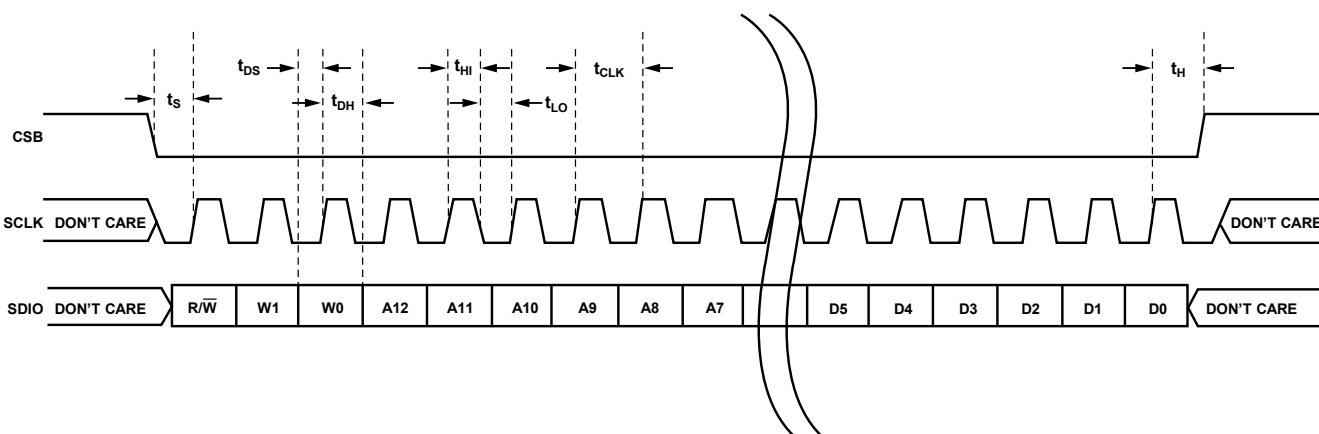 tDS
tHI
tCLK
tH
tS
tDH
tLO
CSB
SCLK DON'T CARE
DON'T CARE
SDIO DON'T CARE R/W̅ W1 W0 A12 A11 A10 A9 A8 A7 D5 D4 D3 D2 D1 D0 DON'T CARE